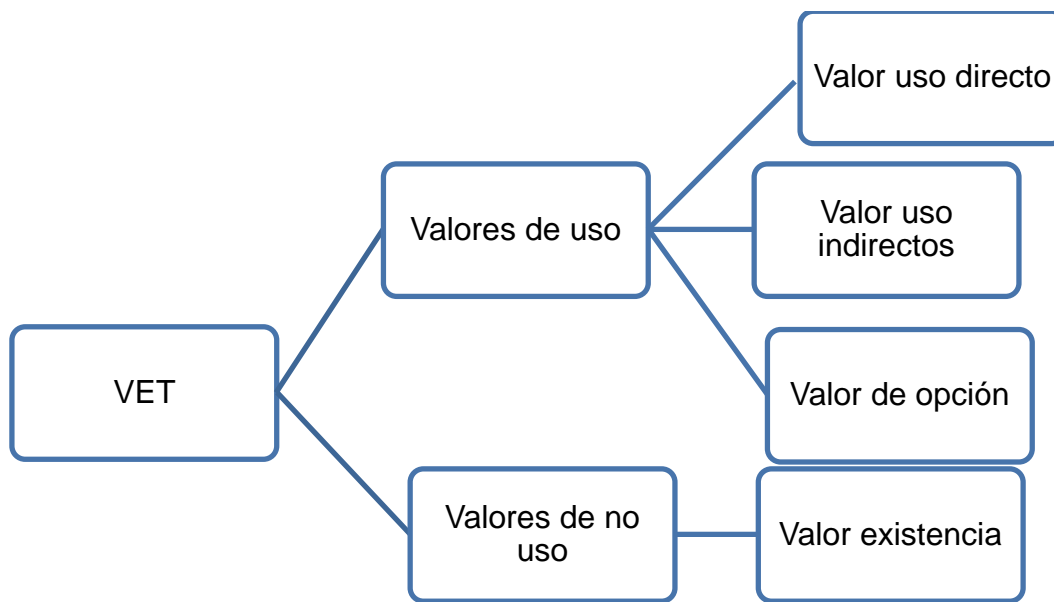 Valor uso directo
Valores de uso
Valor uso
indirectos
VET
Valor de opción
Valores de no
uso
Valor existencia